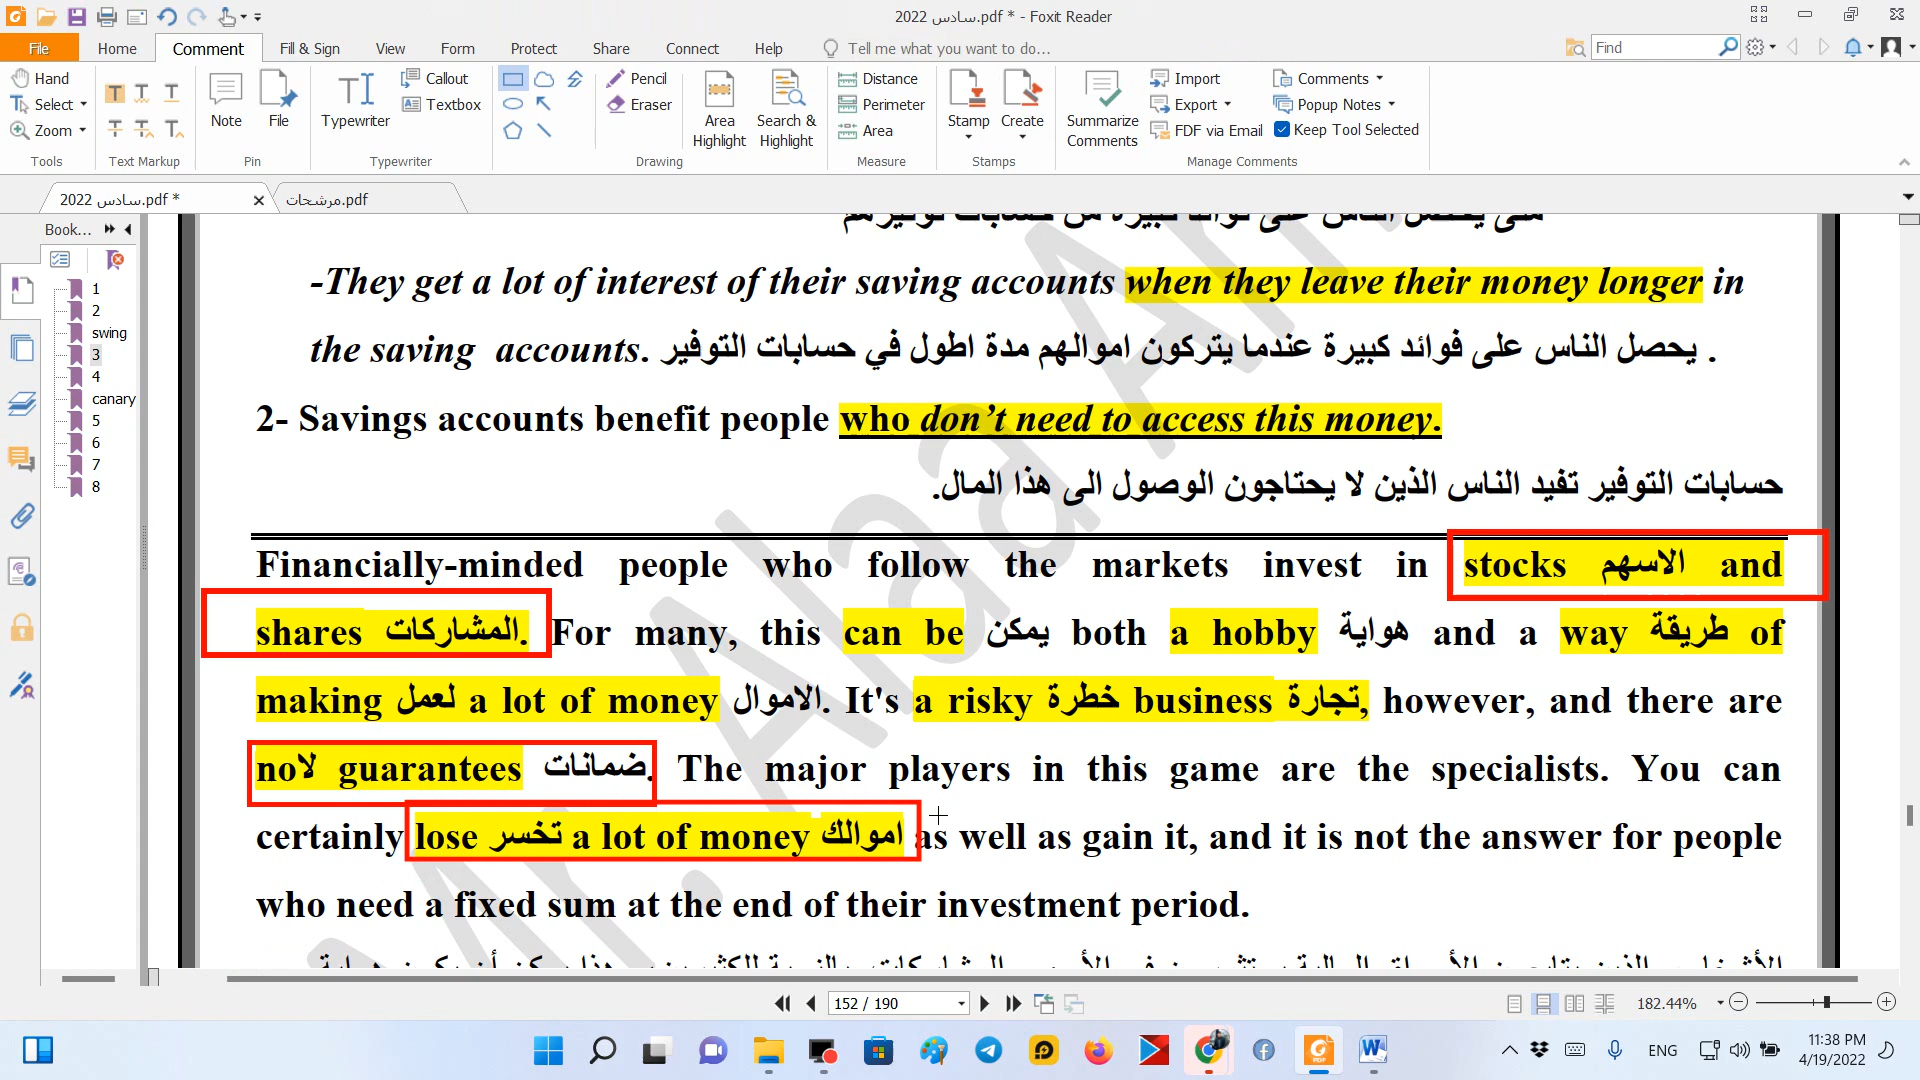 سادس 2022.pdf * - Foxit Reader
File Home Comment Fill & Sign View Form Protect Share Connect Help Tell me what you want to do... Find
Hand
Select
Zoom
Tools
Text Markup
Note
File
Pin
Typewriter
Callout
Textbox
Typewriter
Pencil
Eraser
Area Highlight
Search & Highlight
Drawing
Distance
Perimeter
Area
Measure
Stamp
Create
Stamps
Summarize Comments
Import
Export
FDF via Email
Comments
Popup Notes
Keep Tool Selected
Manage Comments
سادس 2022.pdf *
مرشحات.pdf
Book...
1
2
swing
3
4
canary
5
6
7
8
متى يحصل الناس على فوائد كبيرة من حسابات توفيرهم
-They get a lot of interest of their saving accounts when they leave their money longer in
the saving accounts. يحصل الناس على فوائد كبيرة عندما يتركون اموالهم مدة اطول في حسابات التوفير .
2- Savings accounts benefit people who don't need to access this money.
حسابات التوفير تفيد الناس الذين لا يحتاجون الوصول الى هذا المال.
Financially-minded people who follow the markets invest in stocks الاسهم and
shares المشاركات. For many, this can be يمكن both a hobby هواية and a way طريقة of
making لعمل a lot of money الاموال. It's a risky خطرة business تجارة, however, and there are
no لا guarantees ضمانات. The major players in this game are the specialists. You can
certainly lose تخسر a lot of money اموالك as well as gain it, and it is not the answer for people
who need a fixed sum at the end of their investment period.
Mr. Alaa
152 / 190
182.44%
ENG
11:38 PM
4/19/2022